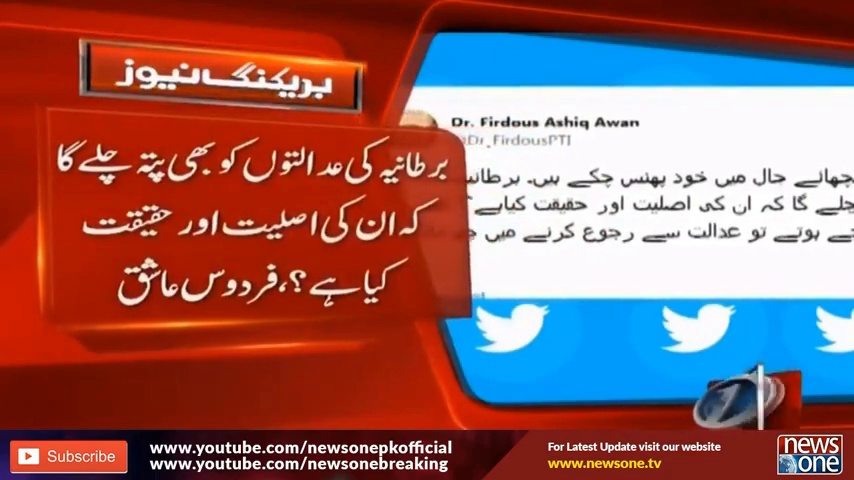 بریکنگ نیوز
برطانیہ کی عدالتوں کو بھی پتہ چلے گا
کہ ان کی اصلیت اور حقیقت
کیا ہے؟، فردوس عاشق
Dr. Firdous Ashiq Awan
@Dr_FirdousPTI
جال میں خود پھنس چکے ہیں۔ برطانیہ
چلے گا کہ ان کی اصلیت اور حقیقت کیاہے
ہوتے تو عدالت سے رجوع کرنے میں
Subscribe
www.youtube.com/newsonepkofficial
www.youtube.com/newsonebreaking
For Latest Update visit our website
www.newsone.tv
news
one